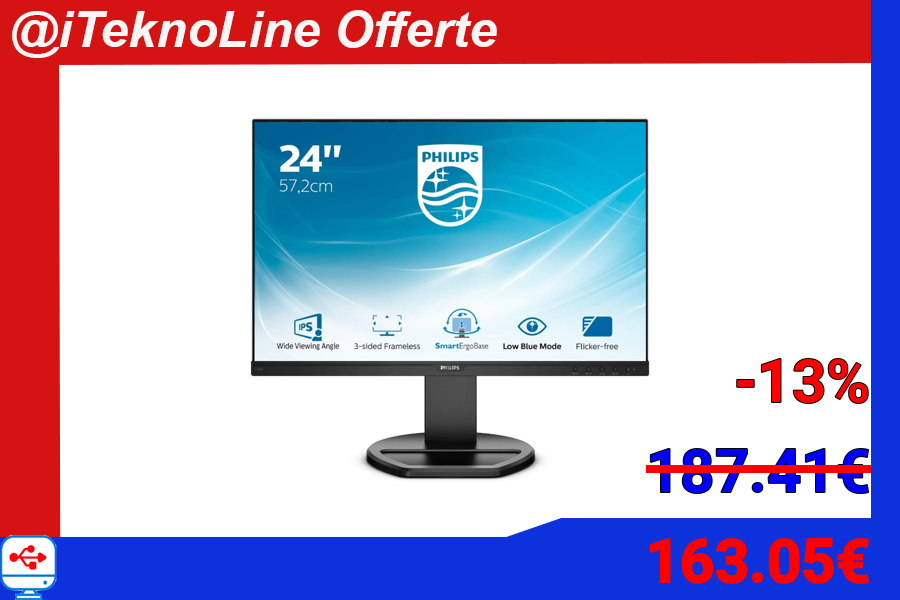 @iTeknoLine Offerte
24"
57,2cm
PHILIPS
IPS
Wide Viewing Angle
3-sided Frameless
SmartErgoBase
Low Blue Mode
Flicker-free
PHILIPS
-13%
187.41€
163.05€